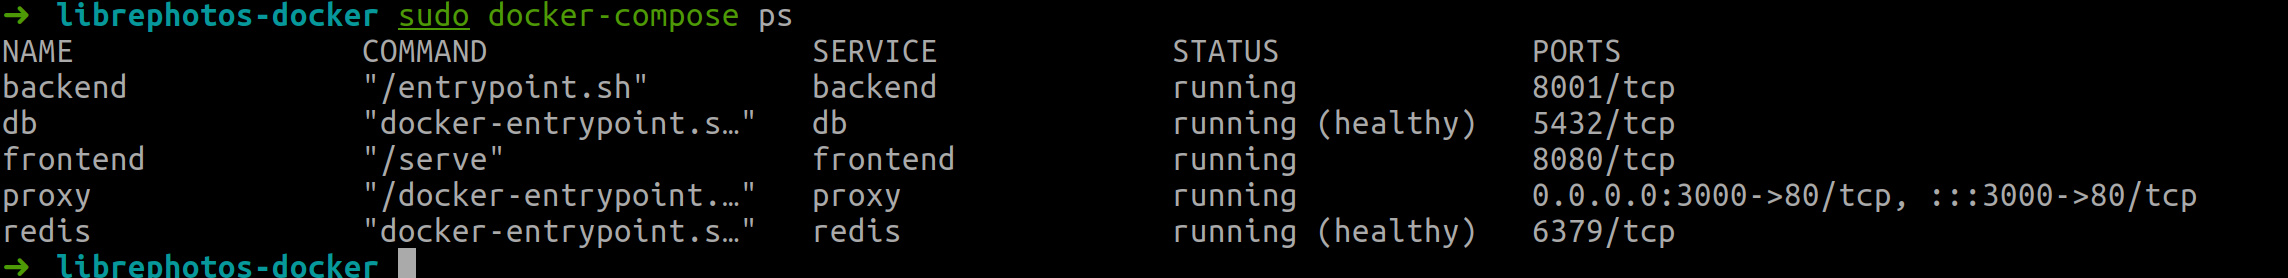 ➜ librephotos-docker sudo docker-compose ps
NAME COMMAND SERVICE STATUS PORTS
backend "/entrypoint.sh" backend running 8001/tcp
db "docker-entrypoint.s…" db running (healthy) 5432/tcp
frontend "/serve" frontend running 8080/tcp
proxy "/docker-entrypoint.…" proxy running 0.0.0.0:3000->80/tcp, :::3000->80/tcp
redis "docker-entrypoint.s…" redis running (healthy) 6379/tcp
➜ librephotos-docker